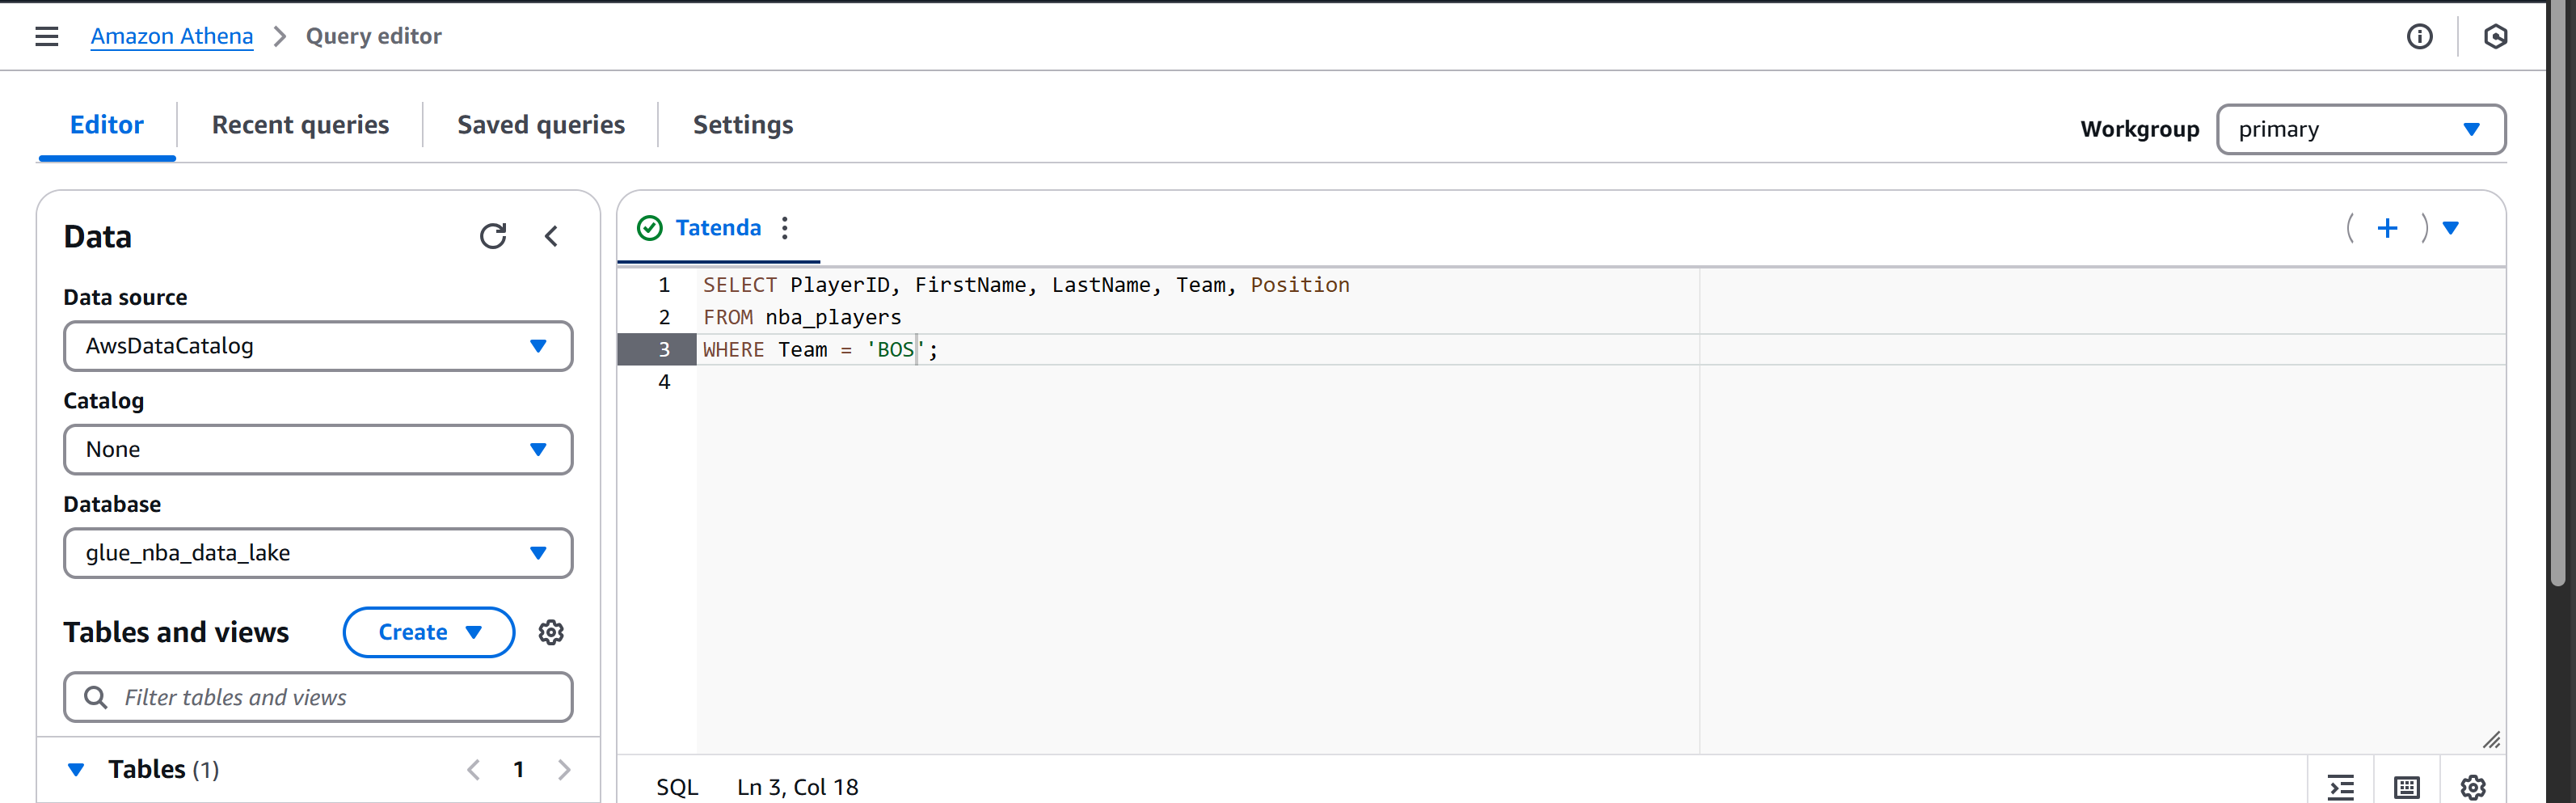 Amazon Athena > Query editor
Editor
Recent queries
Saved queries
Settings
Workgroup
primary
Data
Data source
AwsDataCatalog
Catalog
None
Database
glue_nba_data_lake
Tables and views
Create
Filter tables and views
Tables (1)
< 1 >
Tatenda
1 SELECT PlayerID, FirstName, LastName, Team, Position
2 FROM nba_players
3 WHERE Team = 'BOS';
4
SQL Ln 3, Col 18